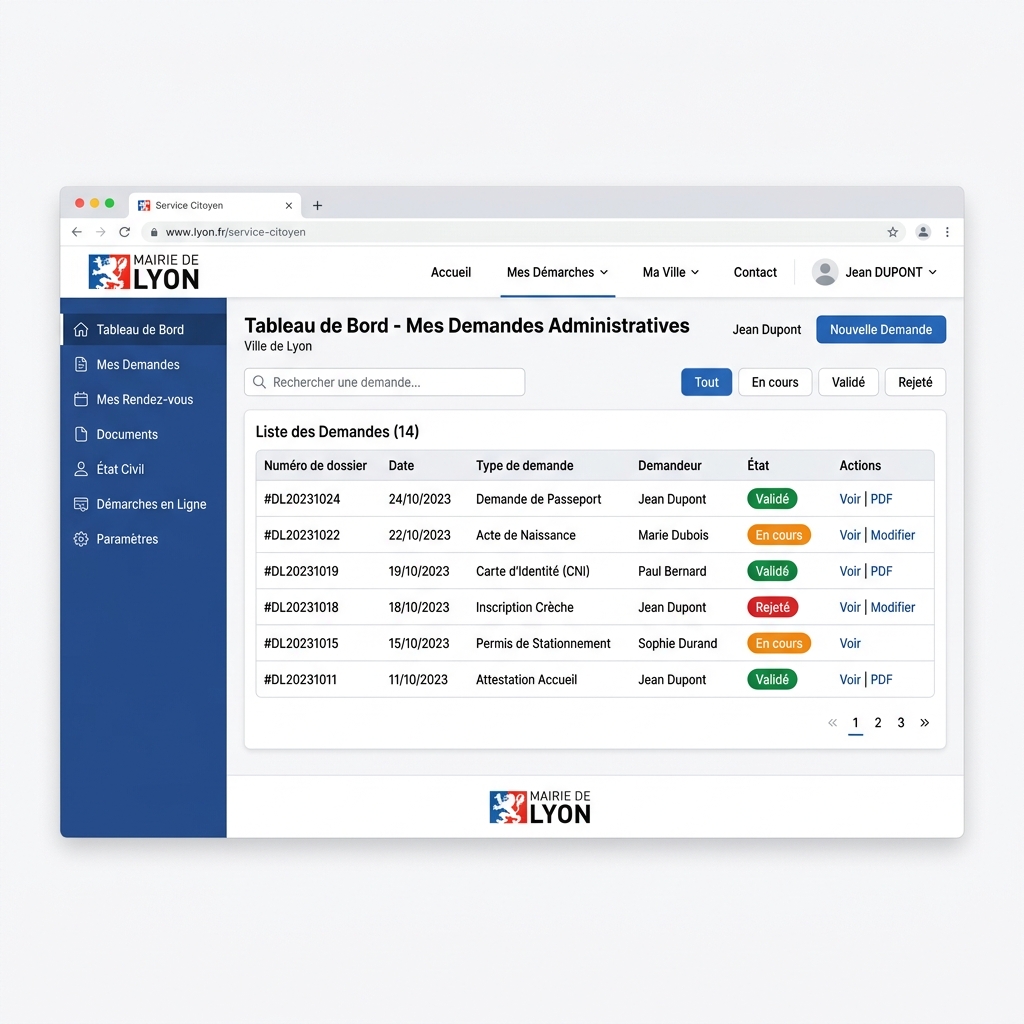 Service Citoyen
www.lyon.fr/service-citoyen
MAIRIE DE
LYON
Accueil
Mes Démarches
Ma Ville
Contact
Jean DUPONT
Tableau de Bord
Mes Demandes
Mes Rendez-vous
Documents
État Civil
Démarches en Ligne
Paramètres
Tableau de Bord - Mes Demandes Administratives
Ville de Lyon
Jean Dupont
Nouvelle Demande
Rechercher une demande...
Tout
En cours
Validé
Rejeté
Liste des Demandes (14)
Numéro de dossier Date Type de demande Demandeur État Actions
#DL20231024 24/10/2023 Demande de Passeport Jean Dupont Validé Voir | PDF
#DL20231022 22/10/2023 Acte de Naissance Marie Dubois En cours Voir | Modifier
#DL20231019 19/10/2023 Carte d'Identité (CNI) Paul Bernard Validé Voir | PDF
#DL20231018 18/10/2023 Inscription Crèche Jean Dupont Rejeté Voir | Modifier
#DL20231015 15/10/2023 Permis de Stationnement Sophie Durand En cours Voir
#DL20231011 11/10/2023 Attestation Accueil Jean Dupont Validé Voir | PDF
« 1 2 3 »
MAIRIE DE
LYON